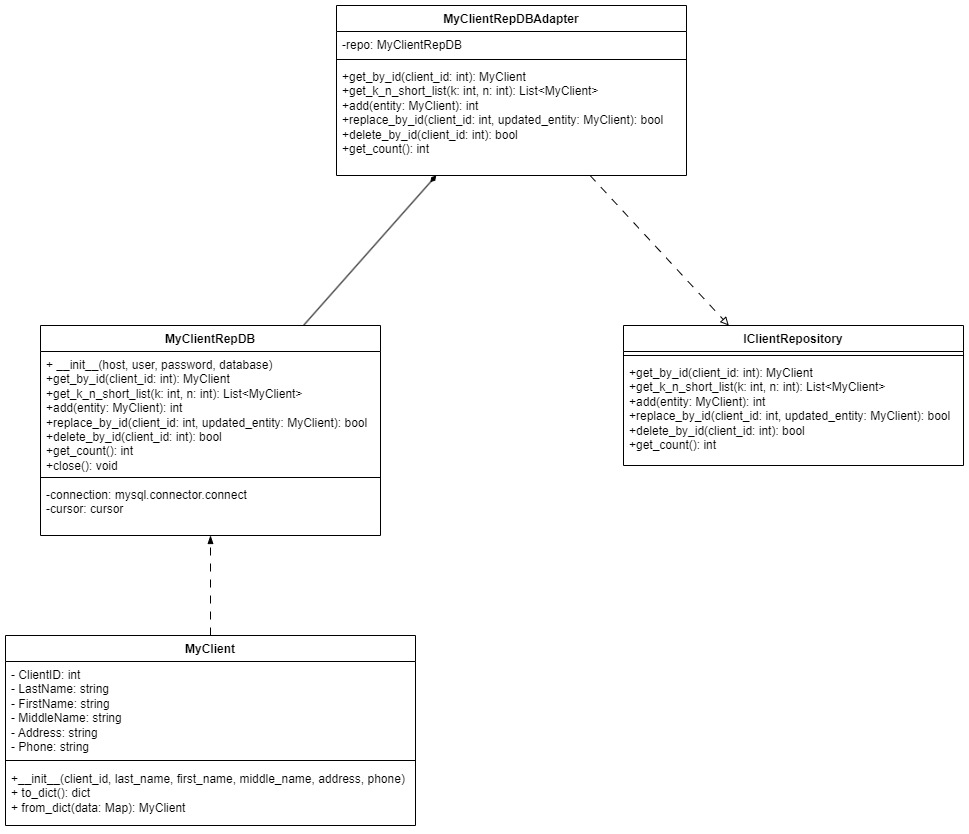 MyClientRepDBAdapter
-repo: MyClientRepDB
+get_by_id(client_id: int): MyClient
+get_k_n_short_list(k: int, n: int): List<MyClient>
+add(entity: MyClient): int
+replace_by_id(client_id: int, updated_entity: MyClient): bool
+delete_by_id(client_id: int): bool
+get_count(): int
MyClientRepDB
+ __init__(host, user, password, database)
+get_by_id(client_id: int): MyClient
+get_k_n_short_list(k: int, n: int): List<MyClient>
+add(entity: MyClient): int
+replace_by_id(client_id: int, updated_entity: MyClient): bool
+delete_by_id(client_id: int): bool
+get_count(): int
+close(): void
-connection: mysql.connector.connect
-cursor: cursor
IClientRepository
+get_by_id(client_id: int): MyClient
+get_k_n_short_list(k: int, n: int): List<MyClient>
+add(entity: MyClient): int
+replace_by_id(client_id: int, updated_entity: MyClient): bool
+delete_by_id(client_id: int): bool
+get_count(): int
MyClient
- ClientID: int
- LastName: string
- FirstName: string
- MiddleName: string
- Address: string
- Phone: string
+__init__(client_id, last_name, first_name, middle_name, address, phone)
+ to_dict(): dict
+ from_dict(data: Map): MyClient